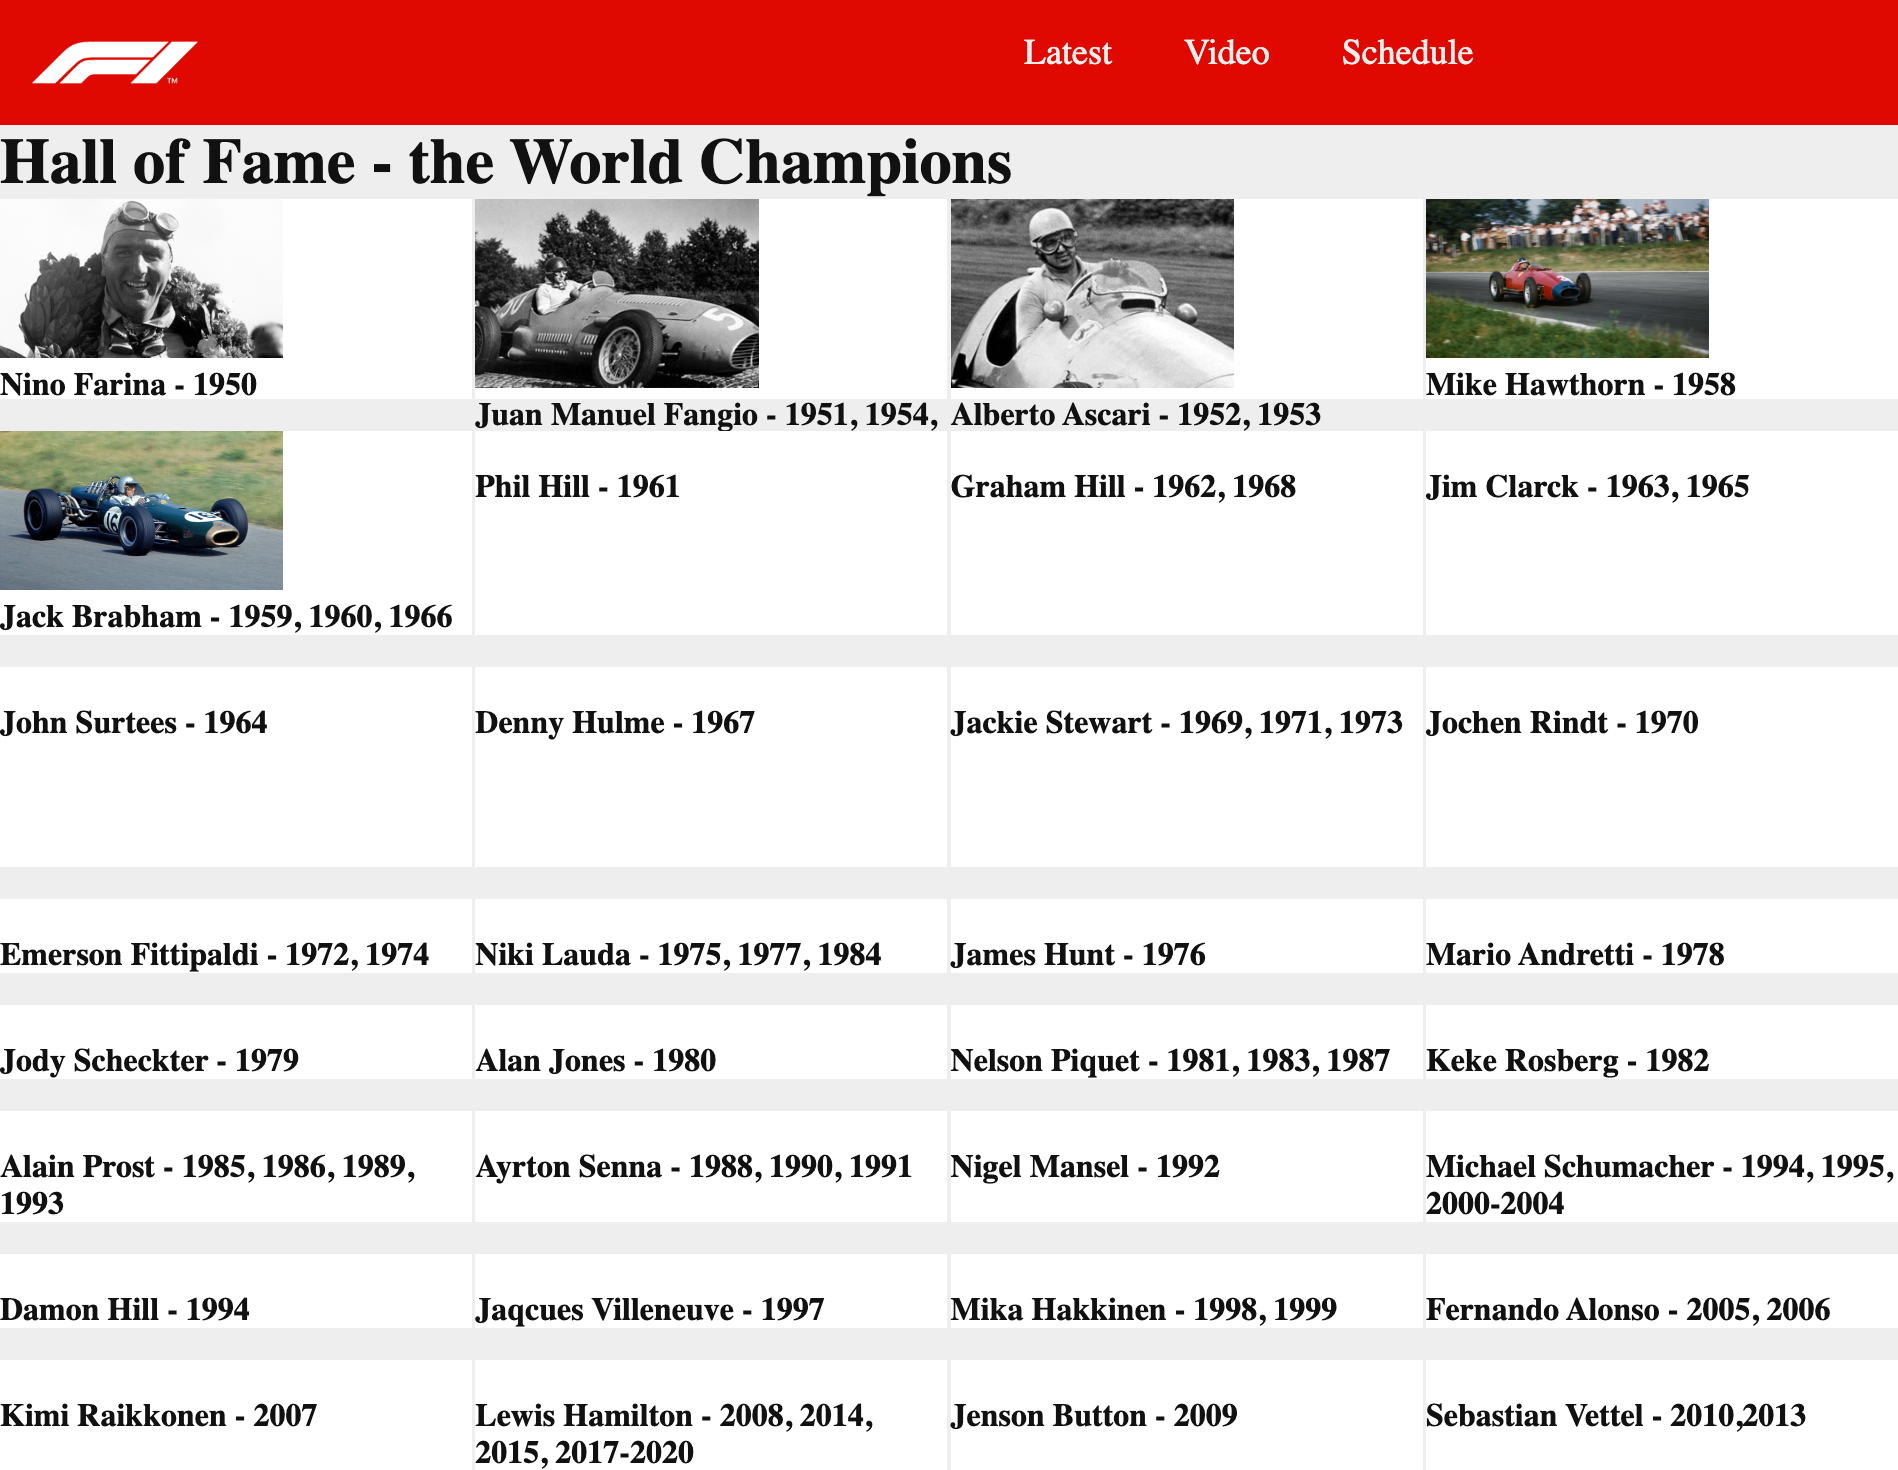 F1 TM
Latest Video Schedule
Hall of Fame - the World Champions
Nino Farina - 1950
Juan Manuel Fangio - 1951, 1954,
Alberto Ascari - 1952, 1953
Mike Hawthorn - 1958
Jack Brabham - 1959, 1960, 1966
Phil Hill - 1961
Graham Hill - 1962, 1968
Jim Clarck - 1963, 1965
John Surtees - 1964
Denny Hulme - 1967
Jackie Stewart - 1969, 1971, 1973
Jochen Rindt - 1970
Emerson Fittipaldi - 1972, 1974
Niki Lauda - 1975, 1977, 1984
James Hunt - 1976
Mario Andretti - 1978
Jody Scheckter - 1979
Alan Jones - 1980
Nelson Piquet - 1981, 1983, 1987
Keke Rosberg - 1982
Alain Prost - 1985, 1986, 1989,
1993
Ayrton Senna - 1988, 1990, 1991
Nigel Mansel - 1992
Michael Schumacher - 1994, 1995,
2000-2004
Damon Hill - 1994
Jaqcues Villeneuve - 1997
Mika Hakkinen - 1998, 1999
Fernando Alonso - 2005, 2006
Kimi Raikkonen - 2007
Lewis Hamilton - 2008, 2014,
2015, 2017-2020
Jenson Button - 2009
Sebastian Vettel - 2010,2013